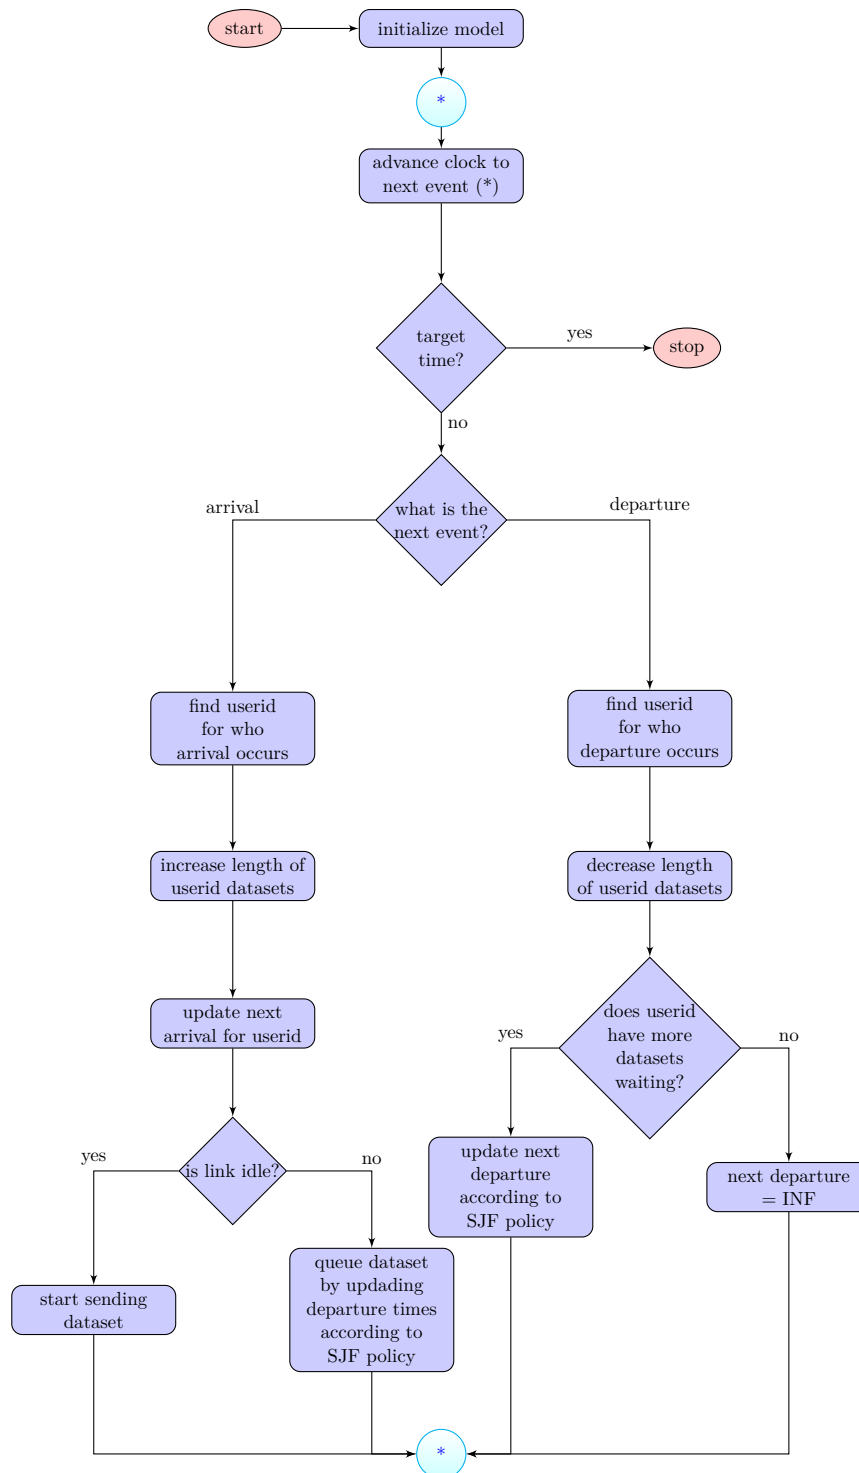 start
initialize model
*
advance clock to
next event (*)
target
time?
yes
stop
no
what is the
next event?
arrival
departure
find userid
for who
arrival occurs
find userid
for who
departure occurs
increase length of
userid datasets
decrease length
of userid datasets
update next
arrival for userid
does userid
have more
datasets
waiting?
yes
no
is link idle?
yes
no
update next
departure
according to
SJF policy
next departure
= INF
start sending
dataset
queue dataset
by updading
departure times
according to
SJF policy
*